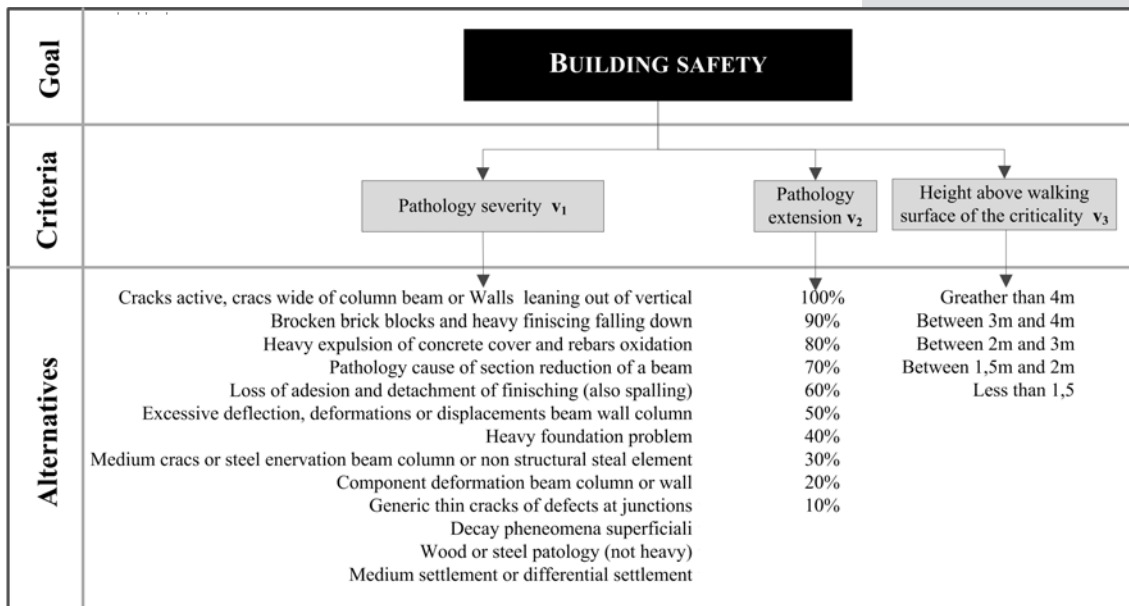 Goal
BUILDING SAFETY
Criteria
Pathology severity v1
Pathology
extension v2
Height above walking
surface of the criticality v3
Alternatives
Cracks active, cracs wide of column beam or Walls leaning out of vertical
Brocken brick blocks and heavy finiscing falling down
Heavy expulsion of concrete cover and rebars oxidation
Pathology cause of section reduction of a beam
Loss of adesion and detachment of finisching (also spalling)
Excessive deflection, deformations or displacements beam wall column
Heavy foundation problem
Medium cracs or steel enervation beam column or non structural steal element
Component deformation beam column or wall
Generic thin cracks of defects at junctions
Decay pheneomena superficiali
Wood or steel patology (not heavy)
Medium settlement or differential settlement
100%
90%
80%
70%
60%
50%
40%
30%
20%
10%
Greather than 4m
Between 3m and 4m
Between 2m and 3m
Between 1,5m and 2m
Less than 1,5